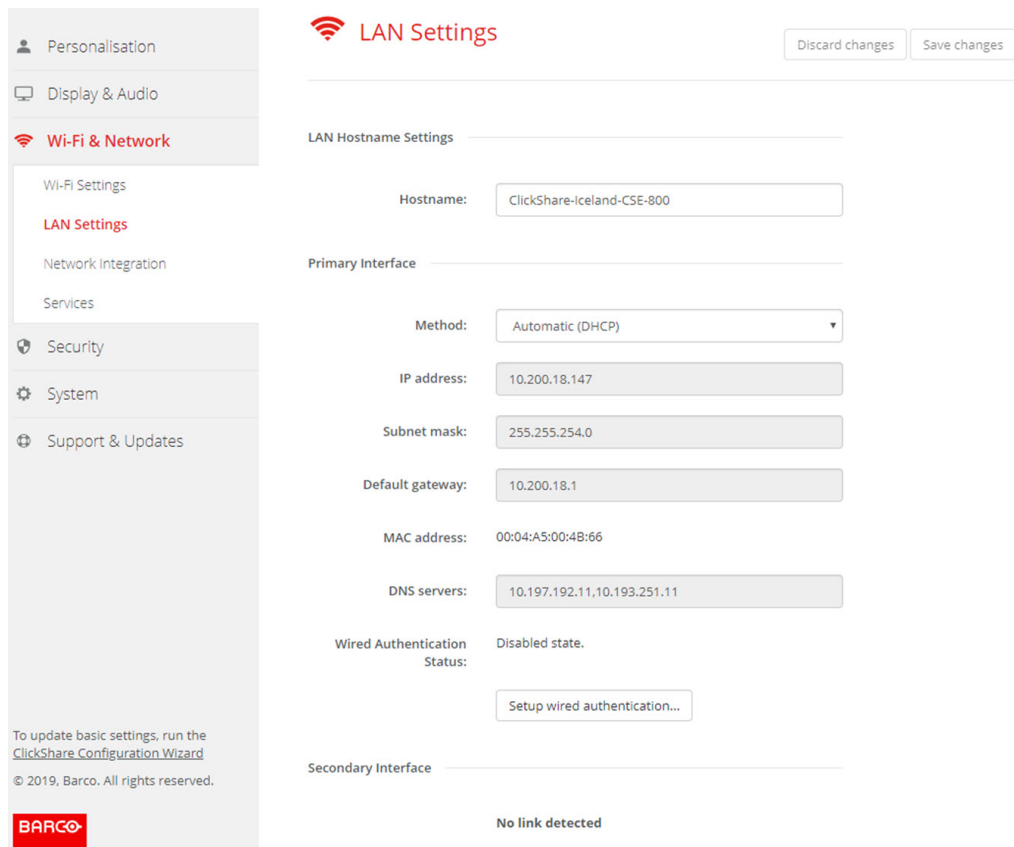 Personalisation
Display & Audio
Wi-Fi & Network
Wi-Fi Settings
LAN Settings
Network Integration
Services
Security
System
Support & Updates
To update basic settings, run the
ClickShare Configuration Wizard
© 2019, Barco. All rights reserved.
BARCO
LAN Settings
Discard changes
Save changes
LAN Hostname Settings
Hostname: ClickShare-Iceland-CSE-800
Primary Interface
Method: Automatic (DHCP)
IP address: 10.200.18.147
Subnet mask: 255.255.254.0
Default gateway: 10.200.18.1
MAC address: 00:04:A5:00:4B:66
DNS servers: 10.197.192.11,10.193.251.11
Wired Authentication Disabled state.
Status:
Setup wired authentication...
Secondary Interface
No link detected